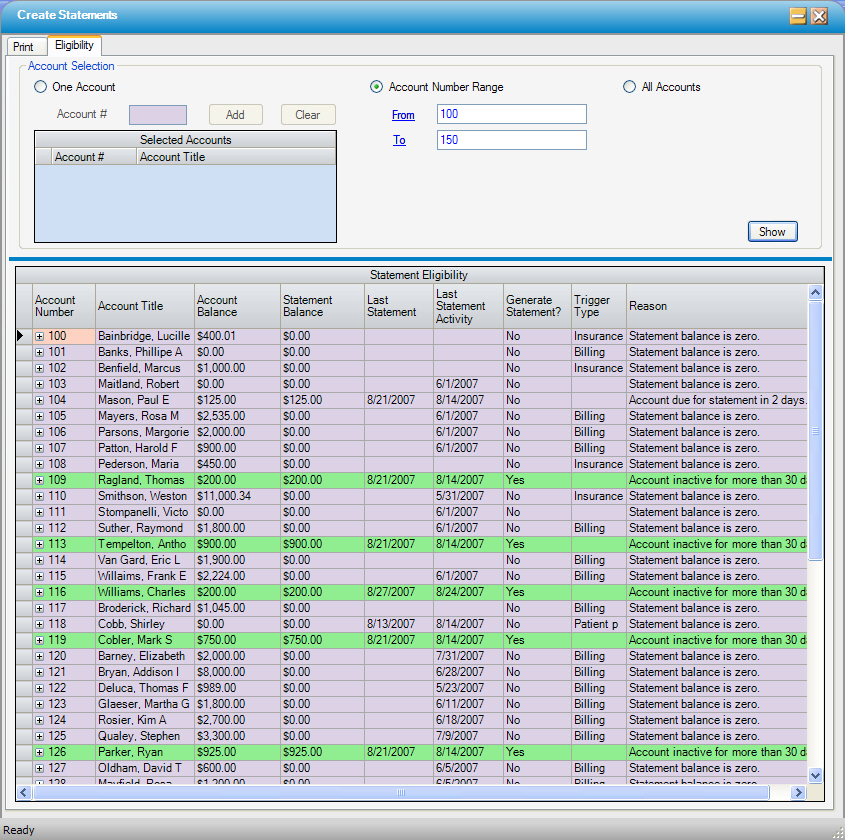 Create Statements
Print Eligibility
Account Selection
One Account Account Number Range All Accounts
Account # Add Clear From 100
Selected Accounts To 150
Account # Account Title
Show
Statement Eligibility
Account Number Account Title Account Balance Statement Balance Last Statement Last Statement Activity Generate Statement? Trigger Type Reason
100 Bainbridge, Lucille $400.01 $0.00 No Insurance Statement balance is zero.
101 Banks, Phillipe A $0.00 $0.00 No Billing Statement balance is zero.
102 Benfield, Marcus $1,000.00 $0.00 No Insurance Statement balance is zero.
103 Maitland, Robert $0.00 $0.00 6/1/2007 No Statement balance is zero.
104 Mason, Paul E $125.00 $125.00 8/21/2007 8/14/2007 No Account due for statement in 2 days.
105 Mayers, Rosa M $2,535.00 $0.00 6/1/2007 No Billing Statement balance is zero.
106 Parsons, Margorie $2,000.00 $0.00 6/1/2007 No Billing Statement balance is zero.
107 Patton, Harold F $900.00 $0.00 6/1/2007 No Billing Statement balance is zero.
108 Pederson, Maria $450.00 $0.00 No Insurance Statement balance is zero.
109 Ragland, Thomas $200.00 $200.00 8/21/2007 8/14/2007 Yes Account inactive for more than 30 d
110 Smithson, Weston $11,000.34 $0.00 5/31/2007 No Insurance Statement balance is zero.
111 Stompanelli, Victo $0.00 $0.00 6/1/2007 No Statement balance is zero.
112 Suther, Raymond $1,800.00 $0.00 6/1/2007 No Billing Statement balance is zero.
113 Tempelton, Antho $900.00 $900.00 8/21/2007 8/14/2007 Yes Account inactive for more than 30 d
114 Van Gard, Eric L $1,900.00 $0.00 No Billing Statement balance is zero.
115 Willaims, Frank E $2,224.00 $0.00 6/1/2007 No Billing Statement balance is zero.
116 Williams, Charles $200.00 $200.00 8/27/2007 8/24/2007 Yes Account inactive for more than 30 d
117 Broderick, Richard $1,045.00 $0.00 No Billing Statement balance is zero.
118 Cobb, Shirley $0.00 $0.00 8/13/2007 8/14/2007 No Patient p Statement balance is zero.
119 Cobler, Mark S $750.00 $750.00 8/21/2007 8/14/2007 Yes Account inactive for more than 30 d
120 Barney, Elizabeth $2,000.00 $0.00 7/31/2007 No Billing Statement balance is zero.
121 Bryan, Addison I $8,000.00 $0.00 6/28/2007 No Billing Statement balance is zero.
122 Deluca, Thomas F $989.00 $0.00 5/23/2007 No Billing Statement balance is zero.
123 Glaeser, Martha G $1,800.00 $0.00 6/11/2007 No Billing Statement balance is zero.
124 Rosier, Kim A $2,700.00 $0.00 6/18/2007 No Billing Statement balance is zero.
125 Qualey, Stephen $3,300.00 $0.00 7/9/2007 No Billing Statement balance is zero.
126 Parker, Ryan $925.00 $925.00 8/21/2007 8/14/2007 Yes Account inactive for more than 30 d
127 Oldham, David T $600.00 $0.00 6/5/2007 No Billing Statement balance is zero.
128 Mayfield, Rosa $1,200.00 $0.00 6/5/2007 No Billing Statement balance is zero.
Ready